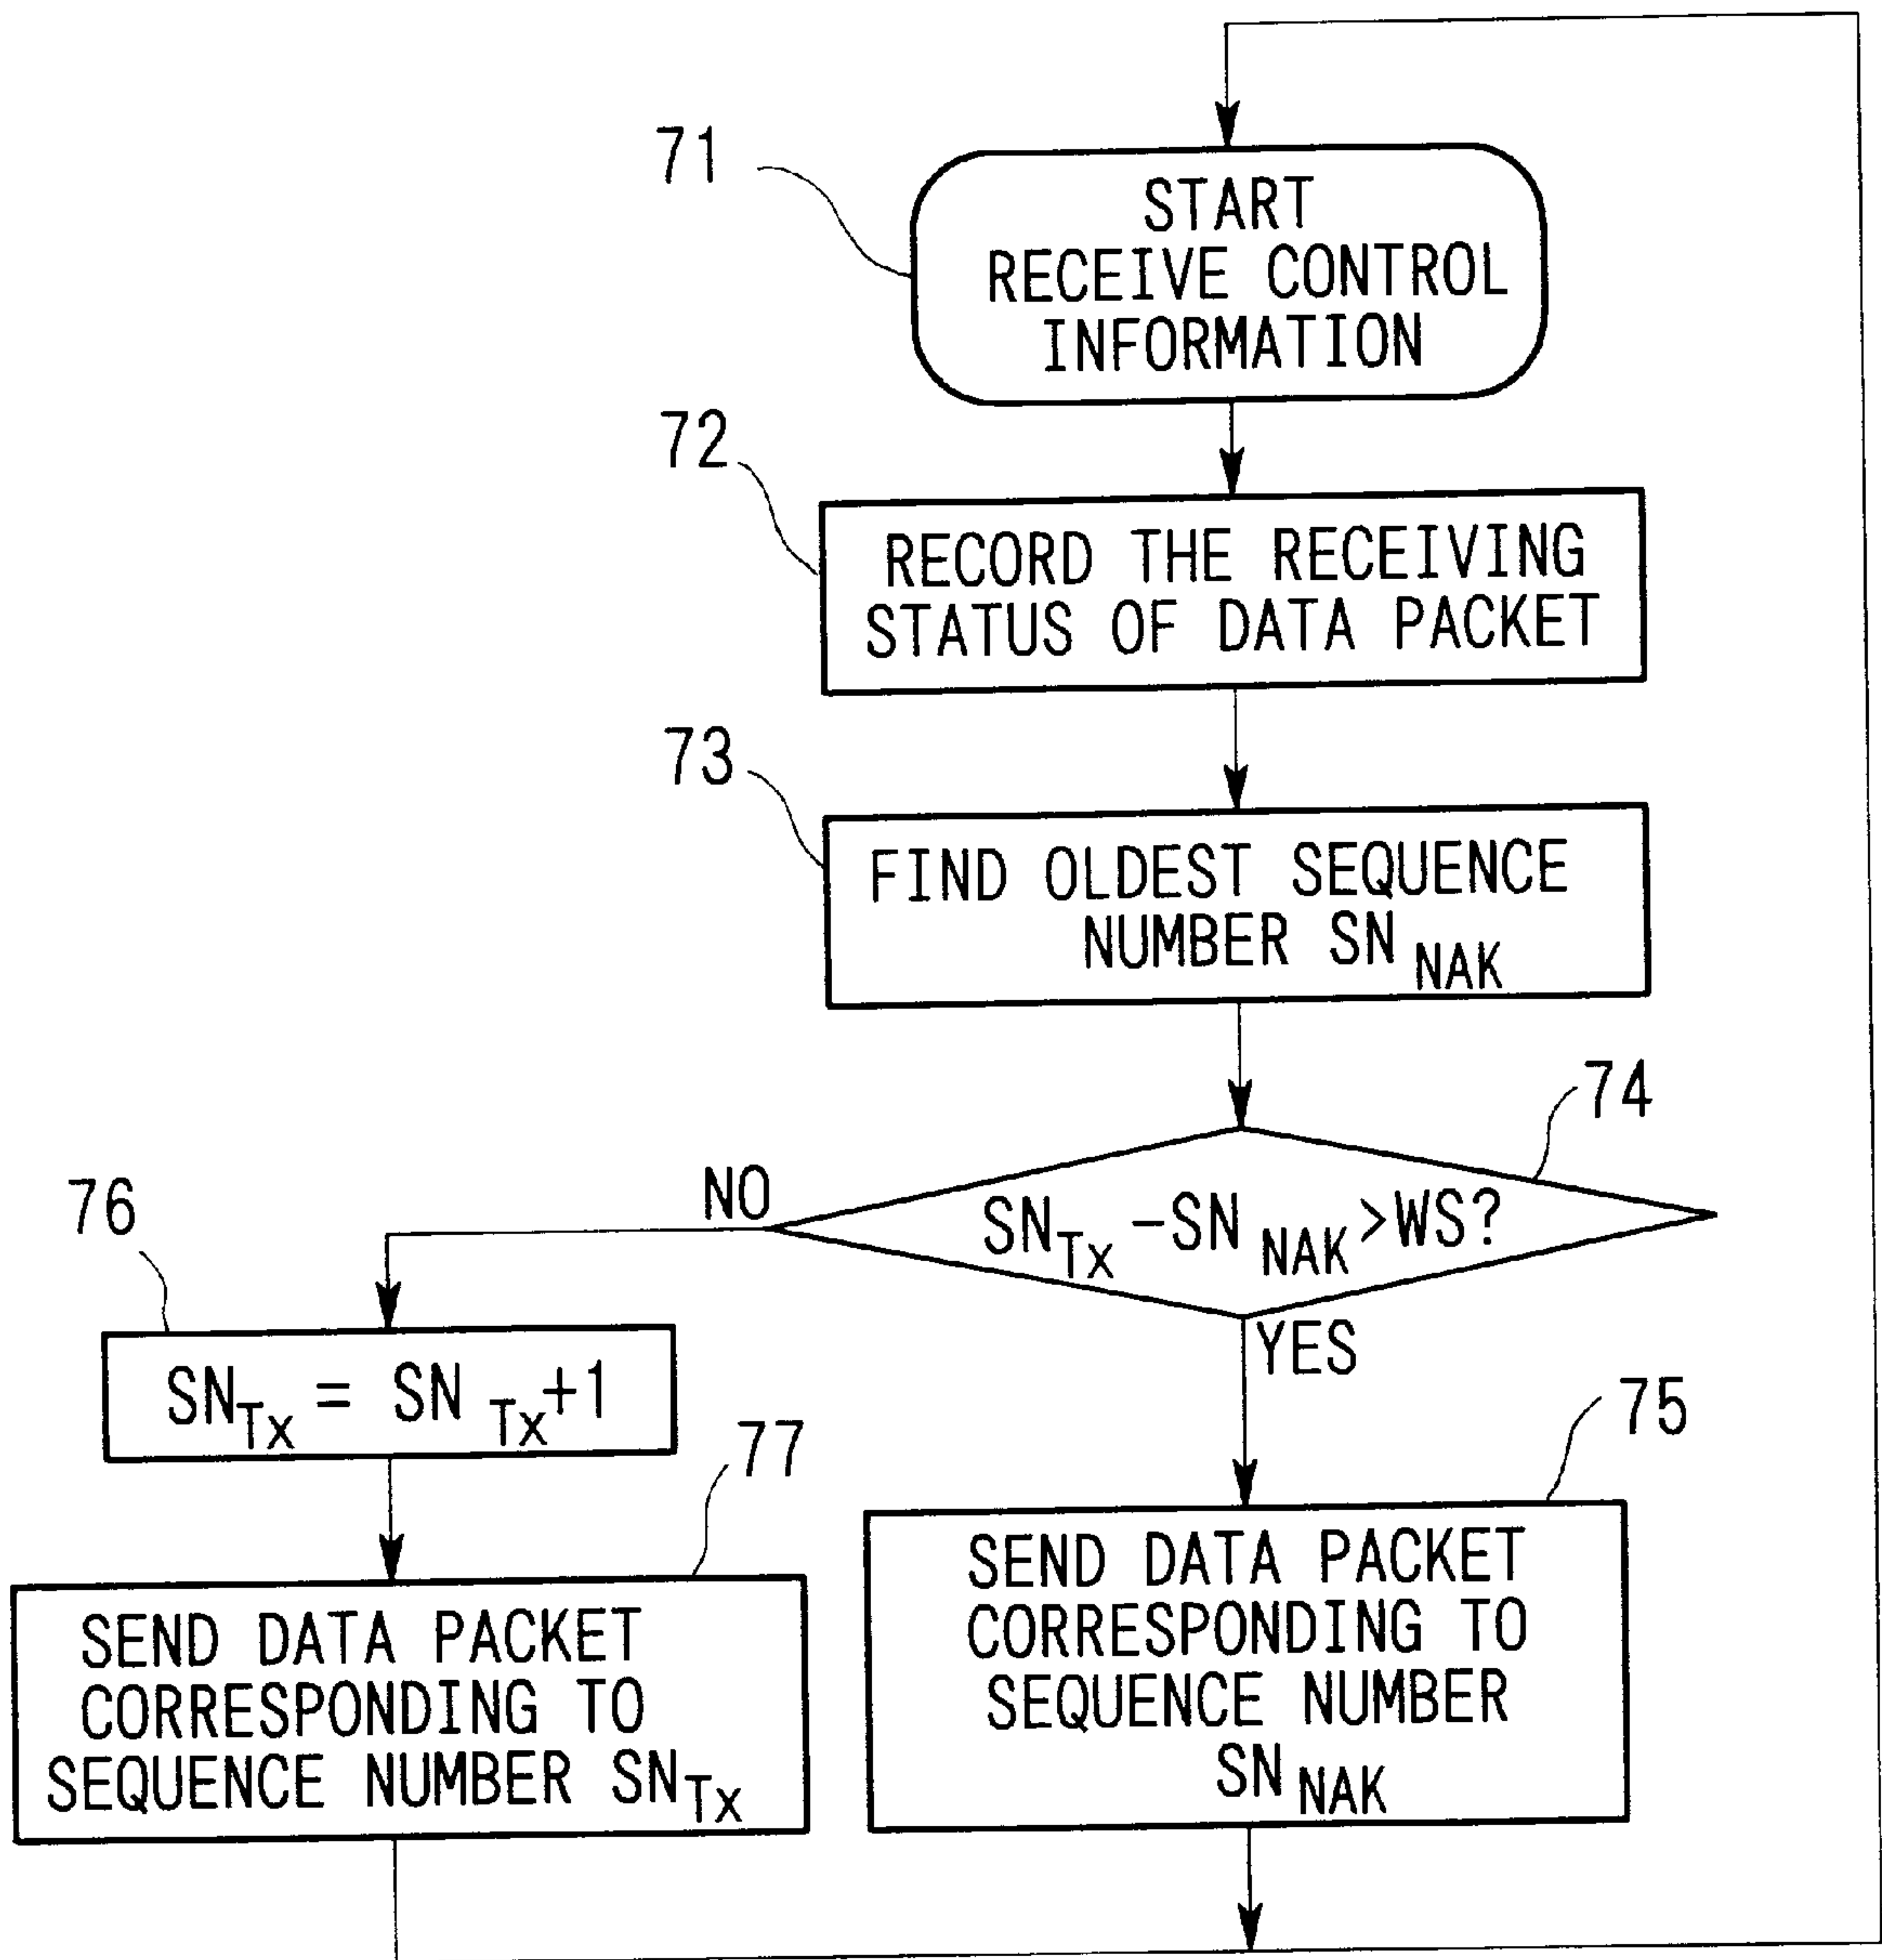 71
START
RECEIVE CONTROL
INFORMATION
72
RECORD THE RECEIVING
STATUS OF DATA PACKET
73
FIND OLDEST SEQUENCE
NUMBER SN NAK
74
SNTx -SN NAK >WS?
NO
YES
76
SNTx = SN Tx+1
75
SEND DATA PACKET
CORRESPONDING TO
SEQUENCE NUMBER
SN NAK
77
SEND DATA PACKET
CORRESPONDING TO
SEQUENCE NUMBER SNTx